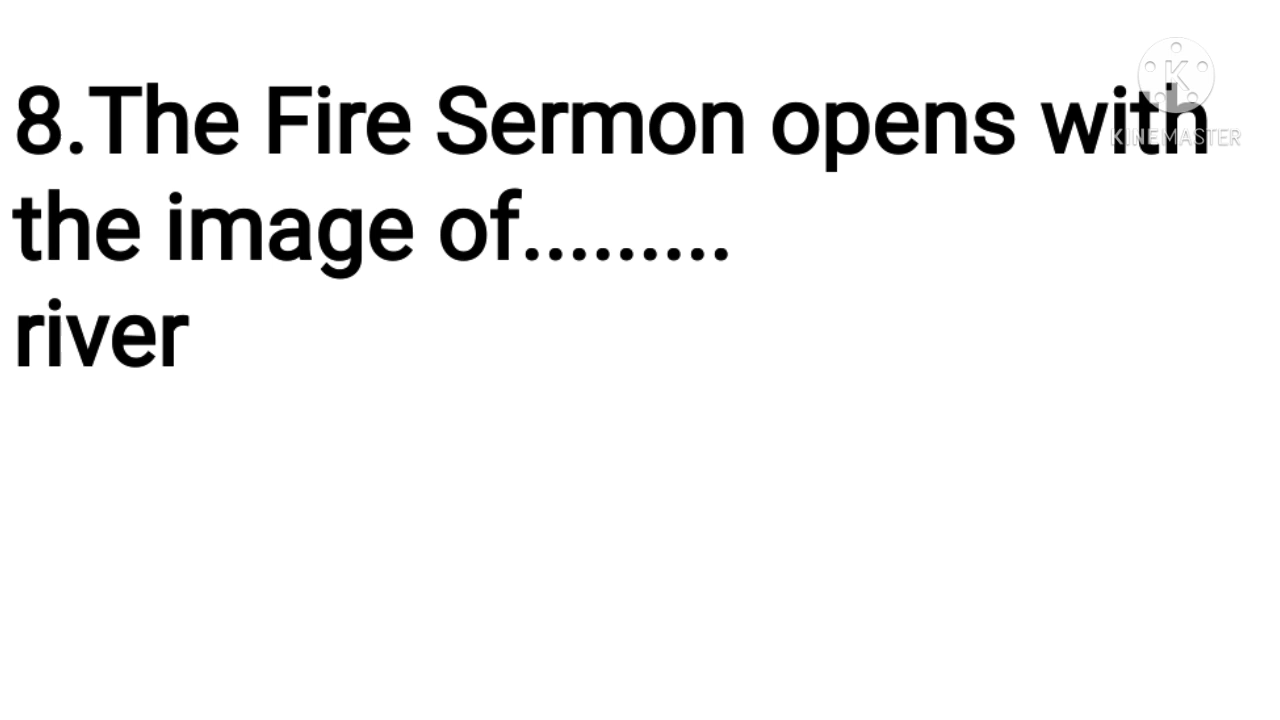 8.The Fire Sermon opens with
the image of.........
river
KINEMASTER